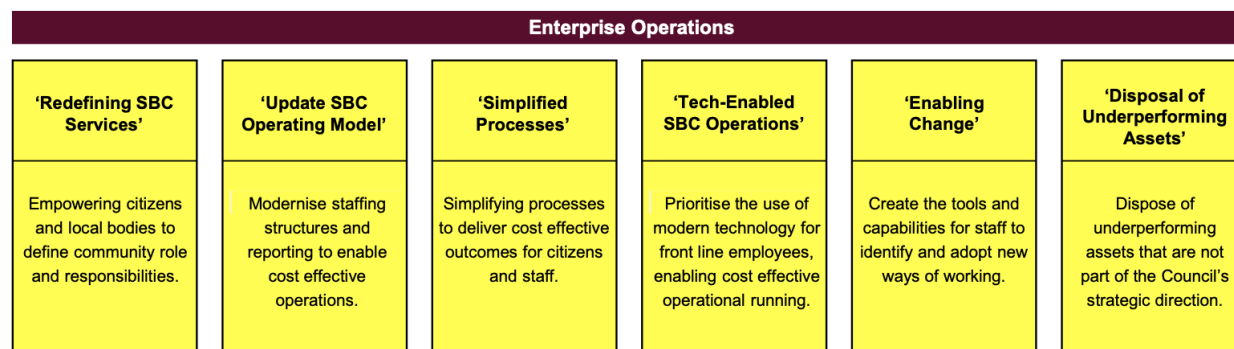 Enterprise Operations
‘Redefining SBC
Services’
Empowering citizens
and local bodies to
define community role
and responsibilities.
‘Update SBC
Operating Model’
Modernise staffing
structures and
reporting to enable
cost effective
operations.
‘Simplified
Processes’
Simplifying processes
to deliver cost effective
outcomes for citizens
and staff.
‘Tech-Enabled
SBC Operations’
Prioritise the use of
modern technology for
front line employees,
enabling cost effective
operational running.
‘Enabling
Change’
Create the tools and
capabilities for staff to
identify and adopt new
ways of working.
‘Disposal of
Underperforming
Assets’
Dispose of
underperforming
assets that are not
part of the Council’s
strategic direction.